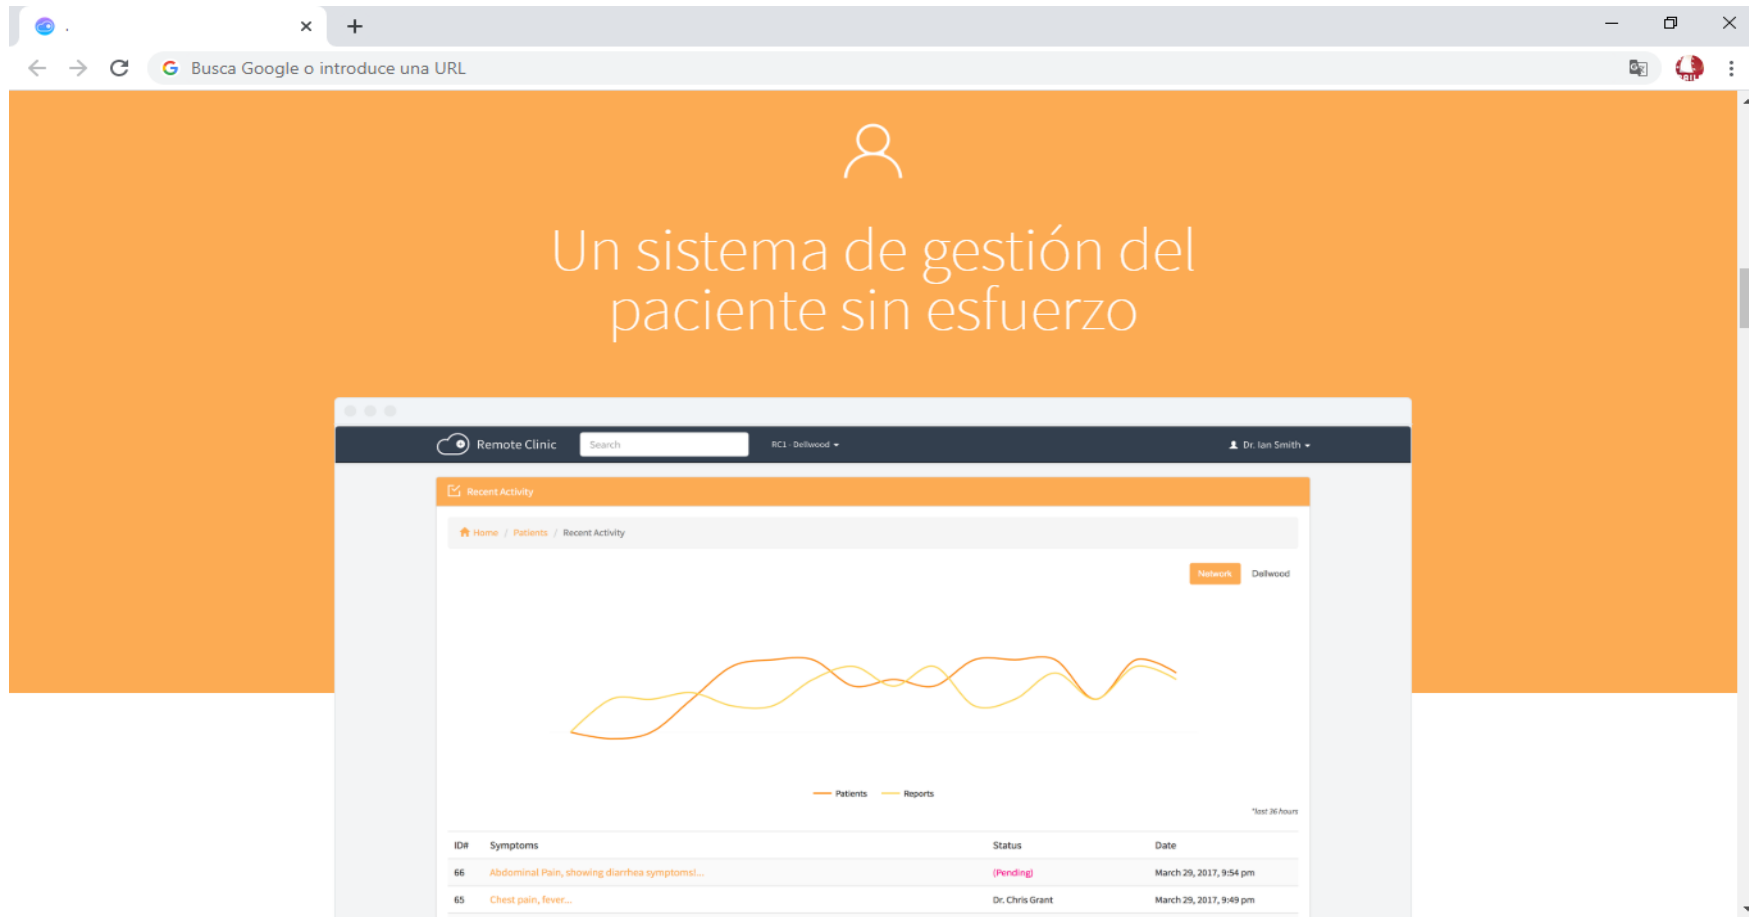 .
Busca Google o introduce una URL
Un sistema de gestión del
paciente sin esfuerzo
Remote Clinic
Search
RC1 - Dellwood
Dr. Ian Smith
Recent Activity
Home / Patients / Recent Activity
Network Dellwood
Patients Reports
*last 36 hours
ID# Symptoms Status Date
66 Abdominal Pain, showing diarrhea symptoms!... (Pending) March 29, 2017, 9:54 pm
65 Chest pain, fever... Dr. Chris Grant March 29, 2017, 9:49 pm